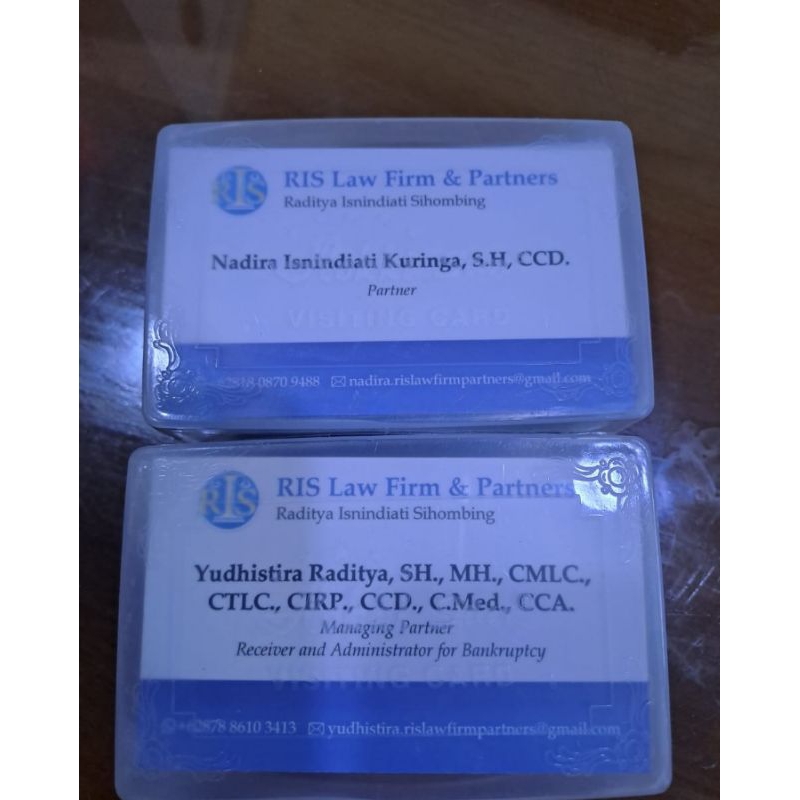 RIS
RIS Law Firm & Partners
Raditya Isnindiati Sihombing
Nadira Isnindiati Kuringa, S.H, CCD.
Partner
VISITING CARD
+62818 0870 9488 nadira.rislawfirmpartners@gmail.com
RIS
RIS Law Firm & Partners
Raditya Isnindiati Sihombing
Yudhistira Raditya, SH., MH., CMLC.,
CTLC., CIRP., CCD., C.Med., CCA.
Managing Partner
Receiver and Administrator for Bankruptcy
VISITING CARD
+62878 8610 3413 yudhistira.rislawfirmpartners@gmail.com